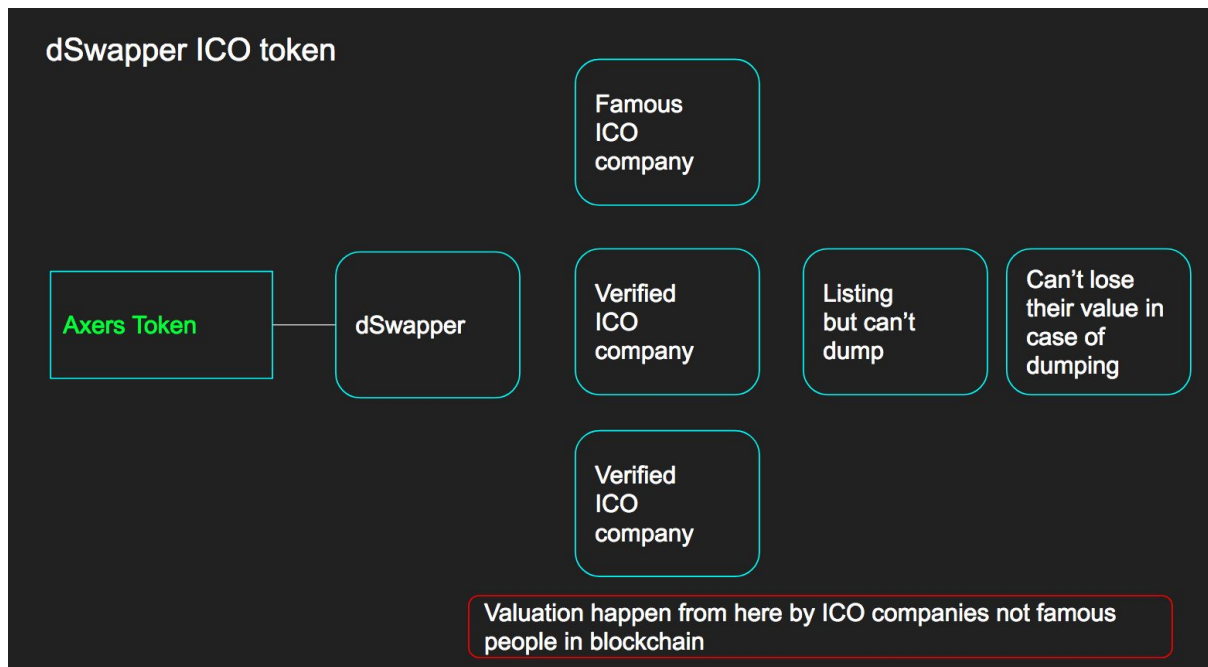 dSwapper ICO token
Famous
ICO
company
Axers Token
dSwapper
Verified
ICO
company
Listing
but can't
dump
Can't lose
their value in
case of
dumping
Verified
ICO
company
Valuation happen from here by ICO companies not famous
people in blockchain